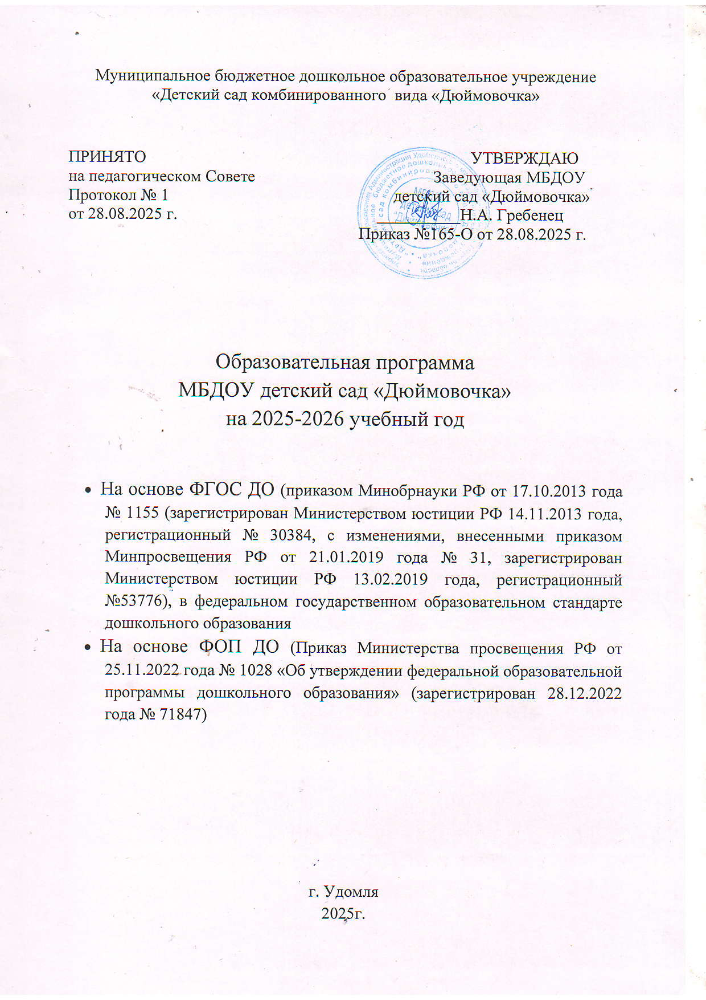 Муниципальное бюджетное дошкольное образовательное учреждение
«Детский сад комбинированного вида «Дюймовочка»
ПРИНЯТО
на педагогическом Совете
Протокол № 1
от 28.08.2025 г.
УТВЕРЖДАЮ
Заведующая МБДОУ
детский сад «Дюймовочка»
__________Н.А. Гребенец
Приказ №165-О от 28.08.2025 г.
Образовательная программа
МБДОУ детский сад «Дюймовочка»
на 2025-2026 учебный год
• На основе ФГОС ДО (приказом Минобрнауки РФ от 17.10.2013 года
№ 1155 (зарегистрирован Министерством юстиции РФ 14.11.2013 года,
регистрационный № 30384, с изменениями, внесенными приказом
Минпросвещения РФ от 21.01.2019 года № 31, зарегистрирован
Министерством юстиции РФ 13.02.2019 года, регистрационный
№53776), в федеральном государственном образовательном стандарте
дошкольного образования
• На основе ФОП ДО (Приказ Министерства просвещения РФ от
25.11.2022 года № 1028 «Об утверждении федеральной образовательной
программы дошкольного образования» (зарегистрирован 28.12.2022
года № 71847)
г. Удомля
2025г.